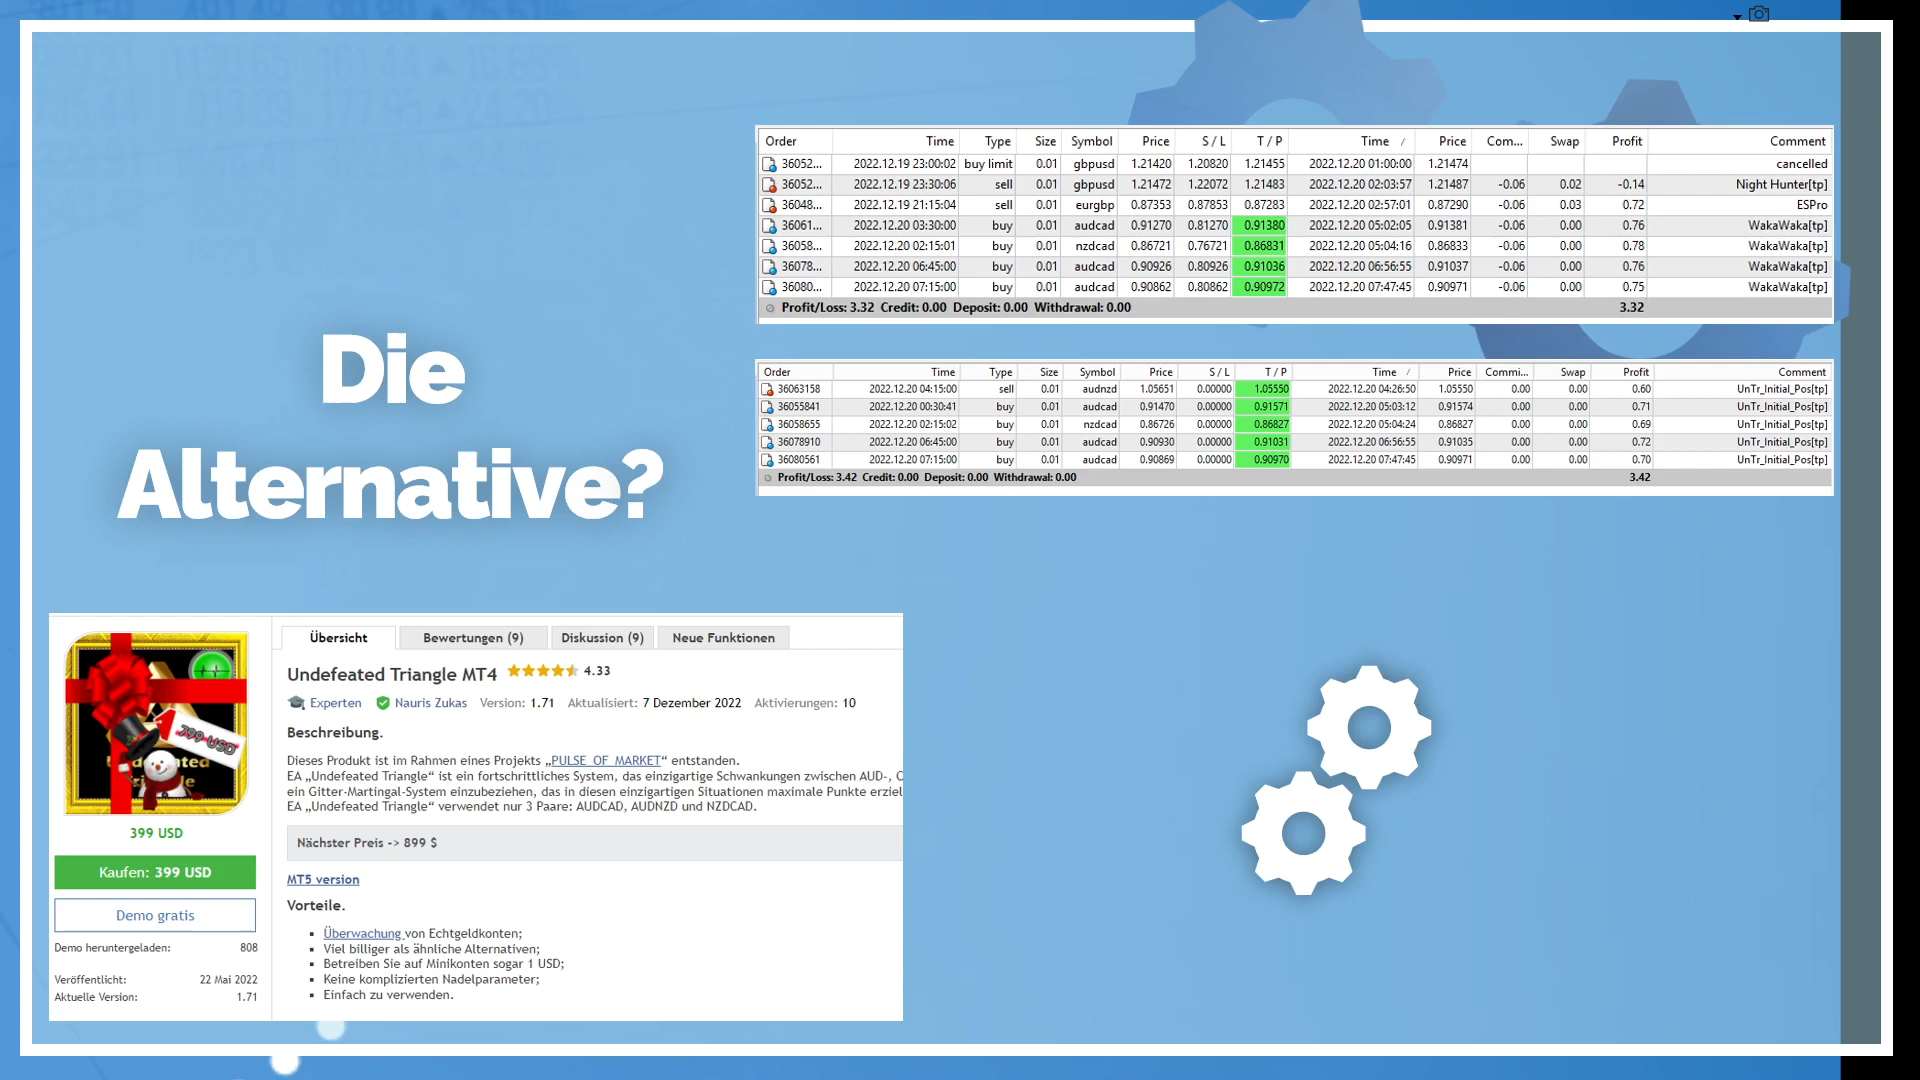 Die
Alternative?
Order Time Type Size Symbol Price S / L T / P Time / Price Com... Swap Profit Comment
36052... 2022.12.19 23:00:02 buy limit 0.01 gbpusd 1.21420 1.20820 1.21455 2022.12.20 01:00:00 1.21474 cancelled
36052... 2022.12.19 23:30:06 sell 0.01 gbpusd 1.21472 1.22072 1.21483 2022.12.20 02:03:57 1.21487 -0.06 0.02 -0.14 Night Hunter[tp]
36048... 2022.12.19 21:15:04 sell 0.01 eurgbp 0.87353 0.87853 0.87283 2022.12.20 02:57:01 0.87290 -0.06 0.03 0.72 ESPro
36061... 2022.12.20 03:30:00 buy 0.01 audcad 0.91270 0.81270 0.91380 2022.12.20 05:02:05 0.91381 -0.06 0.00 0.76 WakaWaka[tp]
36058... 2022.12.20 02:15:01 buy 0.01 nzdcad 0.86721 0.76721 0.86831 2022.12.20 05:04:16 0.86833 -0.06 0.00 0.78 WakaWaka[tp]
36078... 2022.12.20 06:45:00 buy 0.01 audcad 0.90926 0.80926 0.91036 2022.12.20 06:56:55 0.91037 -0.06 0.00 0.76 WakaWaka[tp]
36080... 2022.12.20 07:15:00 buy 0.01 audcad 0.90862 0.80862 0.90972 2022.12.20 07:47:45 0.90971 -0.06 0.00 0.75 WakaWaka[tp]
Profit/Loss: 3.32 Credit: 0.00 Deposit: 0.00 Withdrawal: 0.00 3.32
Order Time Type Size Symbol Price S / L T / P Time / Price Commi... Swap Profit Comment
36063158 2022.12.20 04:15:00 sell 0.01 audnzd 1.05651 0.00000 1.05550 2022.12.20 04:26:50 1.05550 0.00 0.00 0.60 UnTr_Initial_Pos[tp]
36055841 2022.12.20 00:30:41 buy 0.01 audcad 0.91470 0.00000 0.91571 2022.12.20 05:03:12 0.91574 0.00 0.00 0.71 UnTr_Initial_Pos[tp]
36058655 2022.12.20 02:15:02 buy 0.01 nzdcad 0.86726 0.00000 0.86827 2022.12.20 05:04:24 0.86827 0.00 0.00 0.69 UnTr_Initial_Pos[tp]
36078910 2022.12.20 06:45:00 buy 0.01 audcad 0.90930 0.00000 0.91031 2022.12.20 06:56:55 0.91035 0.00 0.00 0.72 UnTr_Initial_Pos[tp]
36080561 2022.12.20 07:15:00 buy 0.01 audcad 0.90869 0.00000 0.90970 2022.12.20 07:47:45 0.90971 0.00 0.00 0.70 UnTr_Initial_Pos[tp]
Profit/Loss: 3.42 Credit: 0.00 Deposit: 0.00 Withdrawal: 0.00 3.42
799 USD
399 USD
Kaufen: 399 USD
Demo gratis
Demo heruntergeladen: 808
Veröffentlicht: 22 Mai 2022
Aktuelle Version: 1.71
Übersicht Bewertungen (9) Diskussion (9) Neue Funktionen
Undefeated Triangle MT4 4.33
Experten Nauris Zukas Version: 1.71 Aktualisiert: 7 Dezember 2022 Aktivierungen: 10
Beschreibung.
Dieses Produkt ist im Rahmen eines Projekts „PULSE_OF_MARKET“ entstanden.
EA „Undefeated Triangle“ ist ein fortschrittliches System, das einzigartige Schwankungen zwischen AUD-,
ein Gitter-Martingal-System einzubeziehen, das in diesen einzigartigen Situationen maximale Punkte erziel
EA „Undefeated Triangle“ verwendet nur 3 Paare: AUDCAD, AUDNZD und NZDCAD.
Nächster Preis -> 899 $
MT5 version
Vorteile.
Überwachung von Echtgeldkonten;
Viel billiger als ähnliche Alternativen;
Betreiben Sie auf Minikonten sogar 1 USD;
Keine komplizierten Nadelparameter;
Einfach zu verwenden.